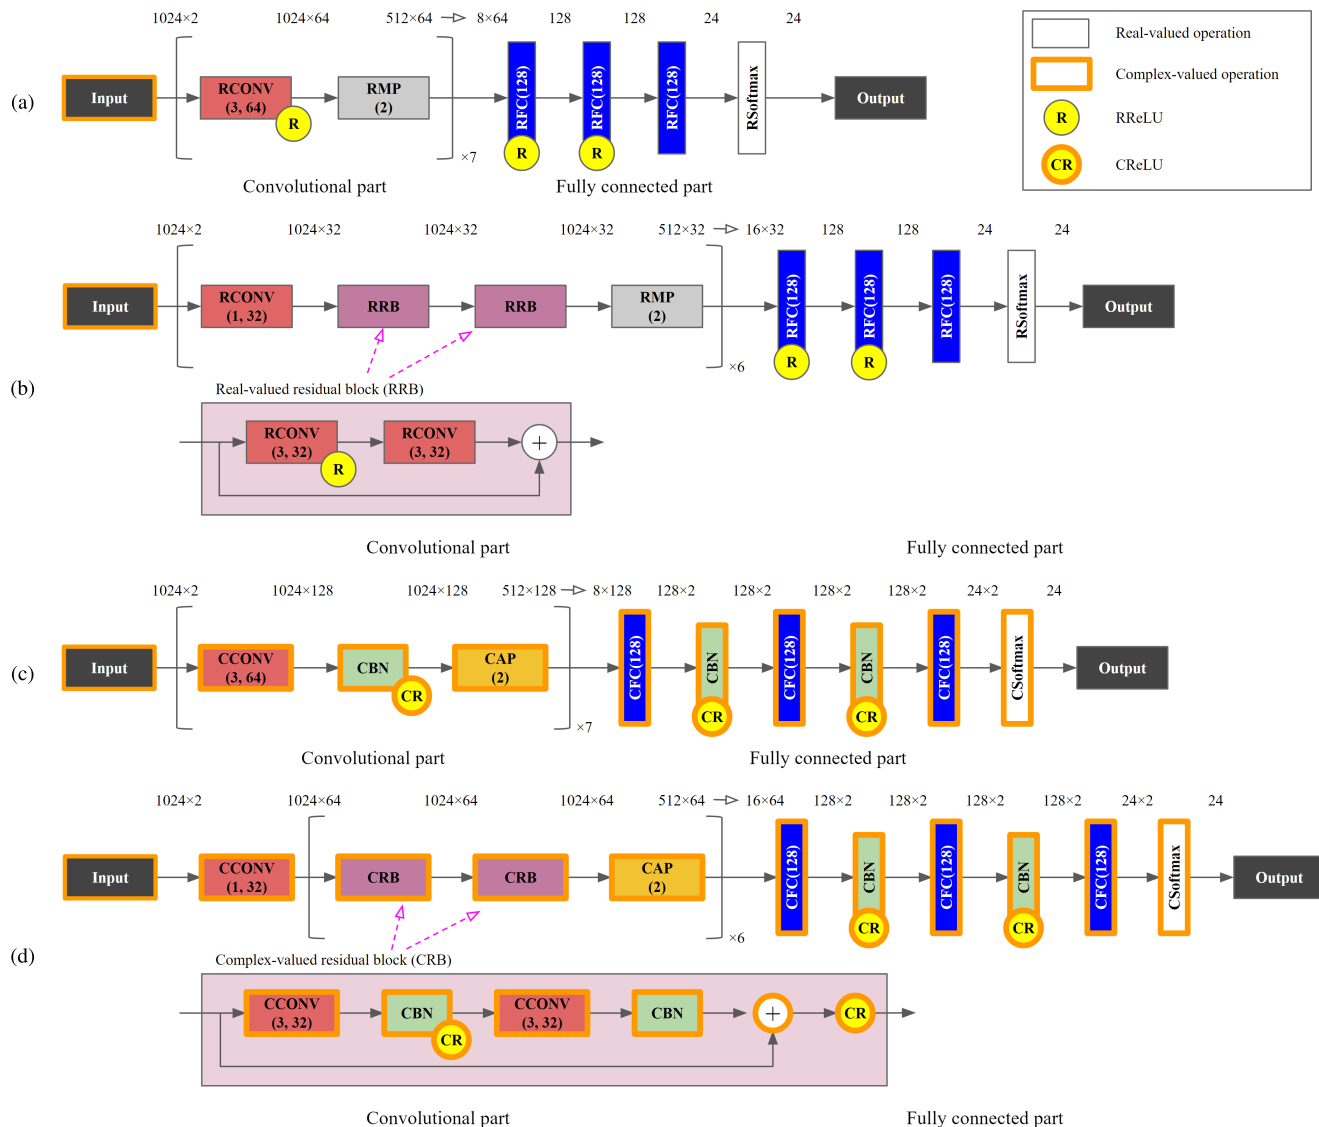 1024×2 1024×64 512×64 8×64 128 128 24 24
Real-valued operation
Complex-valued operation
R RReLU
CR CReLU
(a)
Input
RCONV
(3, 64)
R
RMP
(2)
×7
RFC(128)
R
RFC(128)
R
RFC(128)
RSoftmax
Output
Convolutional part Fully connected part
1024×2 1024×32 1024×32 1024×32 512×32 16×32 128 128 24 24
(b)
Input
RCONV
(1, 32)
RRB
RRB
RMP
(2)
×6
RFC(128)
R
RFC(128)
R
RFC(128)
RSoftmax
Output
Real-valued residual block (RRB)
RCONV
(3, 32)
R
RCONV
(3, 32)
+
Convolutional part Fully connected part
1024×2 1024×128 1024×128 512×128 8×128 128×2 128×2 128×2 128×2 24×2 24
(c)
Input
CCONV
(3, 64)
CBN
CR
CAP
(2)
×7
CFC(128)
CBN
CR
CFC(128)
CBN
CR
CFC(128)
CSoftmax
Output
Convolutional part Fully connected part
1024×2 1024×64 1024×64 1024×64 512×64 16×64 128×2 128×2 128×2 128×2 24×2 24
(d)
Input
CCONV
(1, 32)
CRB
CRB
CAP
(2)
×6
CFC(128)
CBN
CR
CFC(128)
CBN
CR
CFC(128)
CSoftmax
Output
Complex-valued residual block (CRB)
CCONV
(3, 32)
CBN
CR
CCONV
(3, 32)
CBN
+
CR
Convolutional part Fully connected part